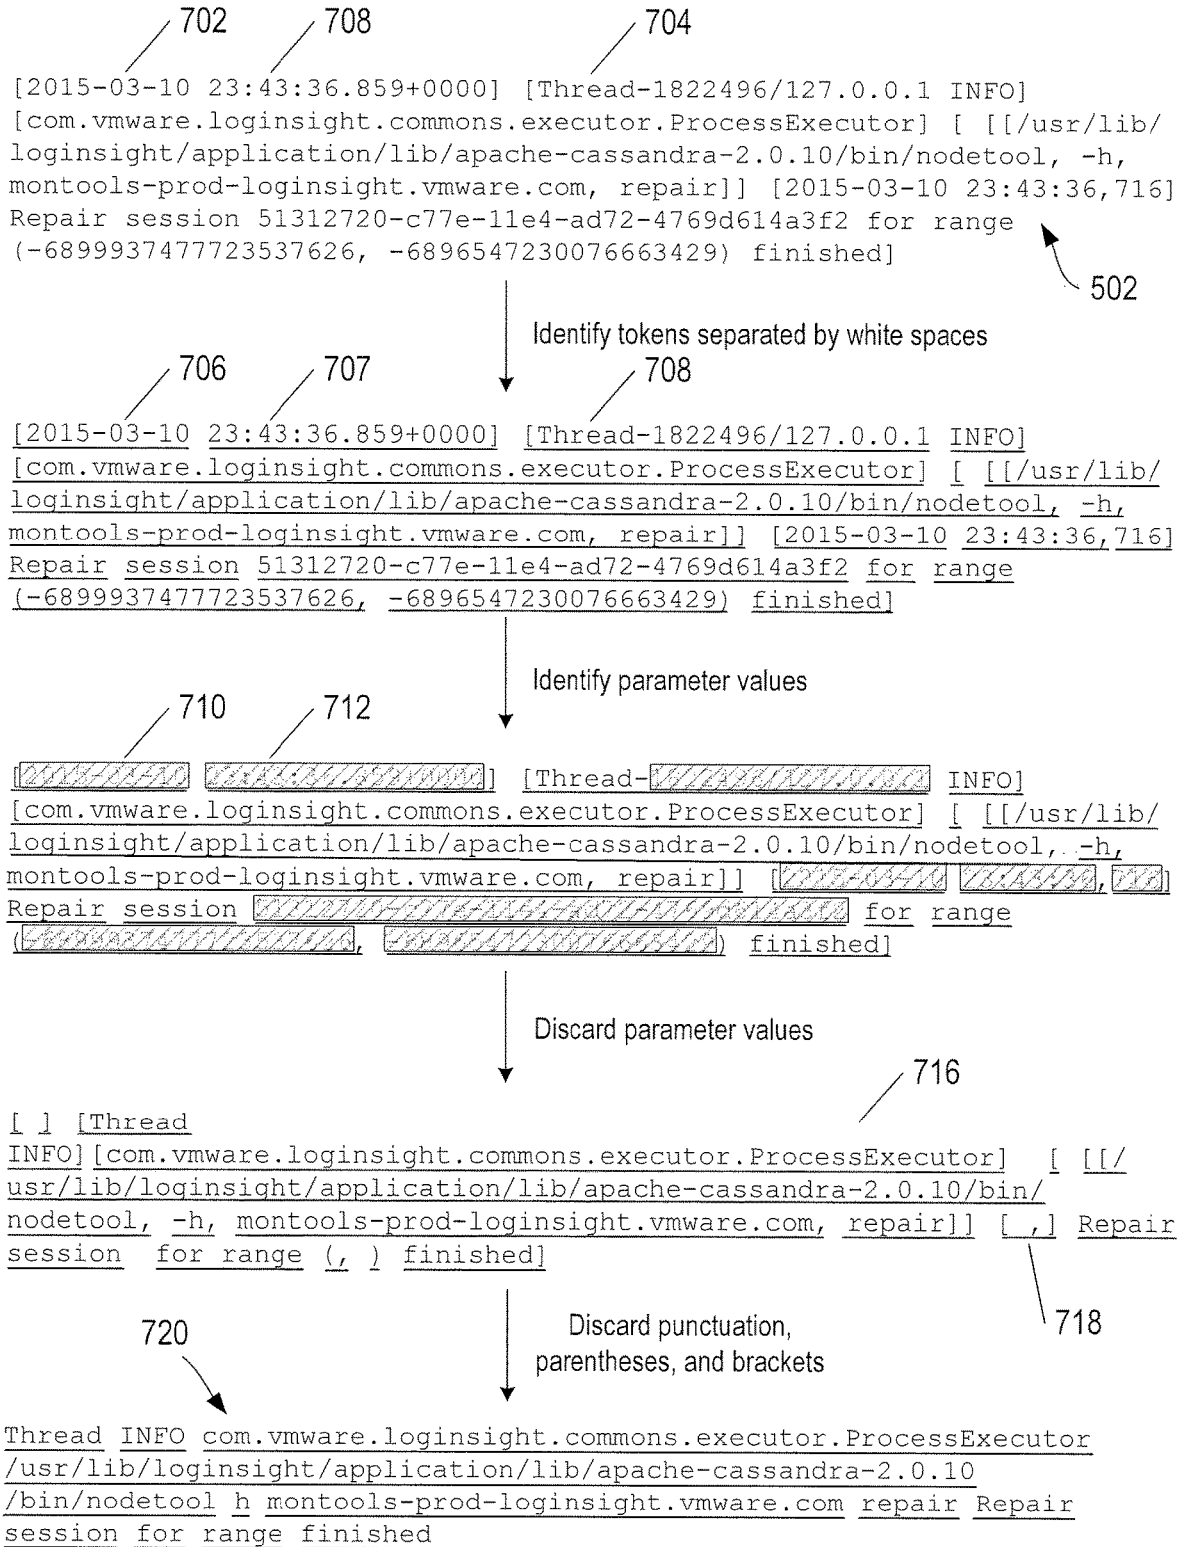 702 708 704
[2015-03-10 23:43:36.859+0000] [Thread-1822496/127.0.0.1 INFO]
[com.vmware.loginsight.commons.executor.ProcessExecutor] [ [[/usr/lib/
loginsight/application/lib/apache-cassandra-2.0.10/bin/nodetool, -h,
montools-prod-loginsight.vmware.com, repair]] [2015-03-10 23:43:36,716]
Repair session 51312720-c77e-11e4-ad72-4769d614a3f2 for range
(-6899937477723537626, -6896547230076663429) finished]
502
Identify tokens separated by white spaces
706 707 708
[2015-03-10 23:43:36.859+0000] [Thread-1822496/127.0.0.1 INFO]
[com.vmware.loginsight.commons.executor.ProcessExecutor] [ [[/usr/lib/
loginsight/application/lib/apache-cassandra-2.0.10/bin/nodetool, -h,
montools-prod-loginsight.vmware.com, repair]] [2015-03-10 23:43:36,716]
Repair session 51312720-c77e-11e4-ad72-4769d614a3f2 for range
(-6899937477723537626, -6896547230076663429) finished]
Identify parameter values
710 712
[ ] [Thread- INFO]
[com.vmware.loginsight.commons.executor.ProcessExecutor] [ [[/usr/lib/
loginsight/application/lib/apache-cassandra-2.0.10/bin/nodetool, -h,
montools-prod-loginsight.vmware.com, repair]] [ , ]
Repair session for range
( , ) finished]
Discard parameter values
716
[ ] [Thread
INFO][com.vmware.loginsight.commons.executor.ProcessExecutor] [ [[/
usr/lib/loginsight/application/lib/apache-cassandra-2.0.10/bin/
nodetool, -h, montools-prod-loginsight.vmware.com, repair]] [ ,] Repair
session for range (, ) finished]
718
Discard punctuation,
parentheses, and brackets
720
Thread INFO com.vmware.loginsight.commons.executor.ProcessExecutor
/usr/lib/loginsight/application/lib/apache-cassandra-2.0.10
/bin/nodetool h montools-prod-loginsight.vmware.com repair Repair
session for range finished